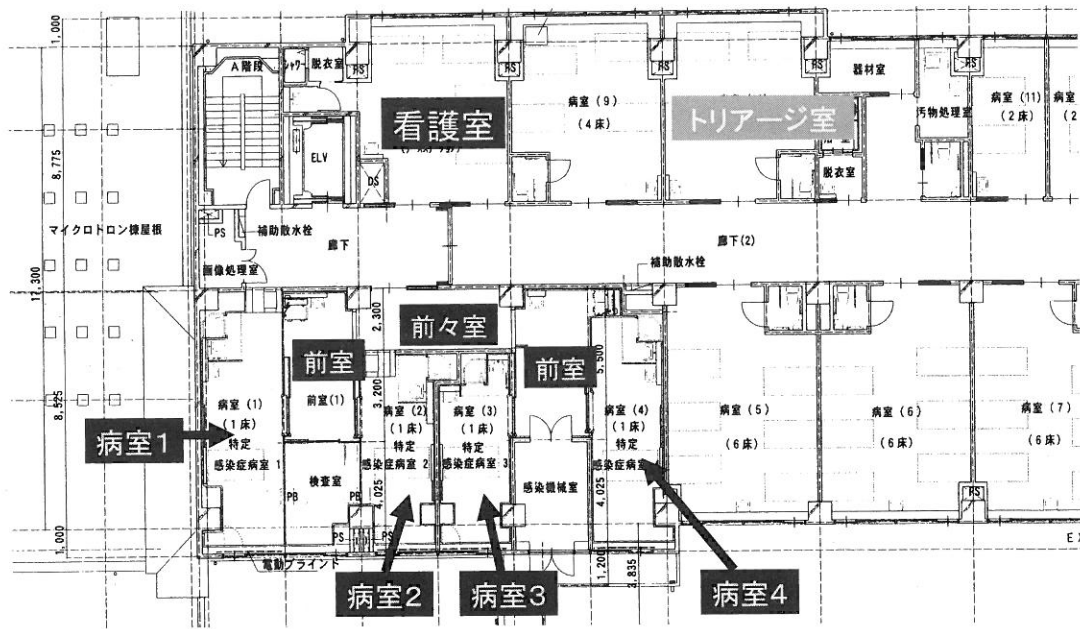 1,000
A階段
シャワー
脱衣室
PS
PS
PS
PS
器材室
汚物処理室
病室(11)
(2床)
病室
(2
8,775
ELV
DS
看護室
病室(9)
(4床)
トリアージ室
脱衣室
マイクロトロン棟屋根
PS
補助散水栓
画像処理室
廊下
廊下(2)
補助散水栓
17,300
2,300
前々室
前室
前室
5,500
3,200
8,525
病室(1)
(1床)
特定
感染症病室 1
前室(1)
病室(2)
(1床)
特定
感染症病室 2
病室(3)
(1床)
特定
感染症病室 3
病室(4)
(1床)
特定
感染症病室
病室(5)
(6床)
病室(6)
(6床)
病室(7)
(6床)
病室1
検査室
PB
PB
4,025
感染機械室
4,025
PS
PS
PS
PS
1,000
電動ブラインド
1,200
3,835
EX
病室2
病室3
病室4